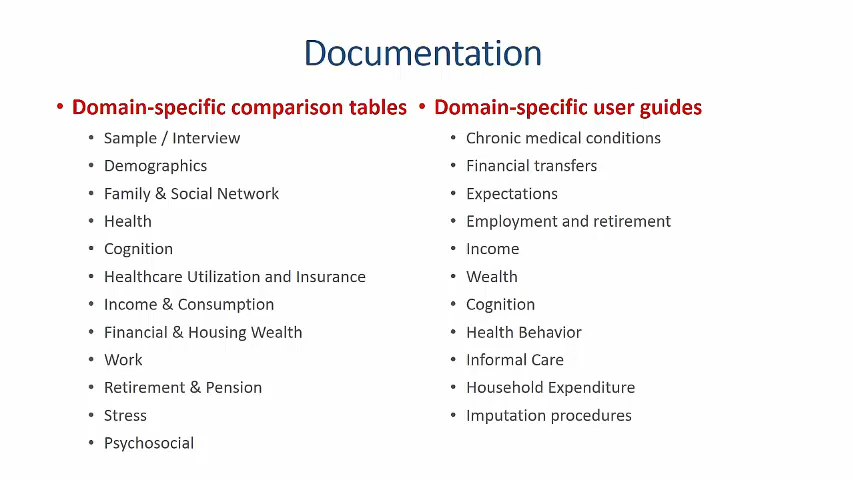 Documentation
• Domain-specific comparison tables
• Sample / Interview
• Demographics
• Family & Social Network
• Health
• Cognition
• Healthcare Utilization and Insurance
• Income & Consumption
• Financial & Housing Wealth
• Work
• Retirement & Pension
• Stress
• Psychosocial
• Domain-specific user guides
• Chronic medical conditions
• Financial transfers
• Expectations
• Employment and retirement
• Income
• Wealth
• Cognition
• Health Behavior
• Informal Care
• Household Expenditure
• Imputation procedures